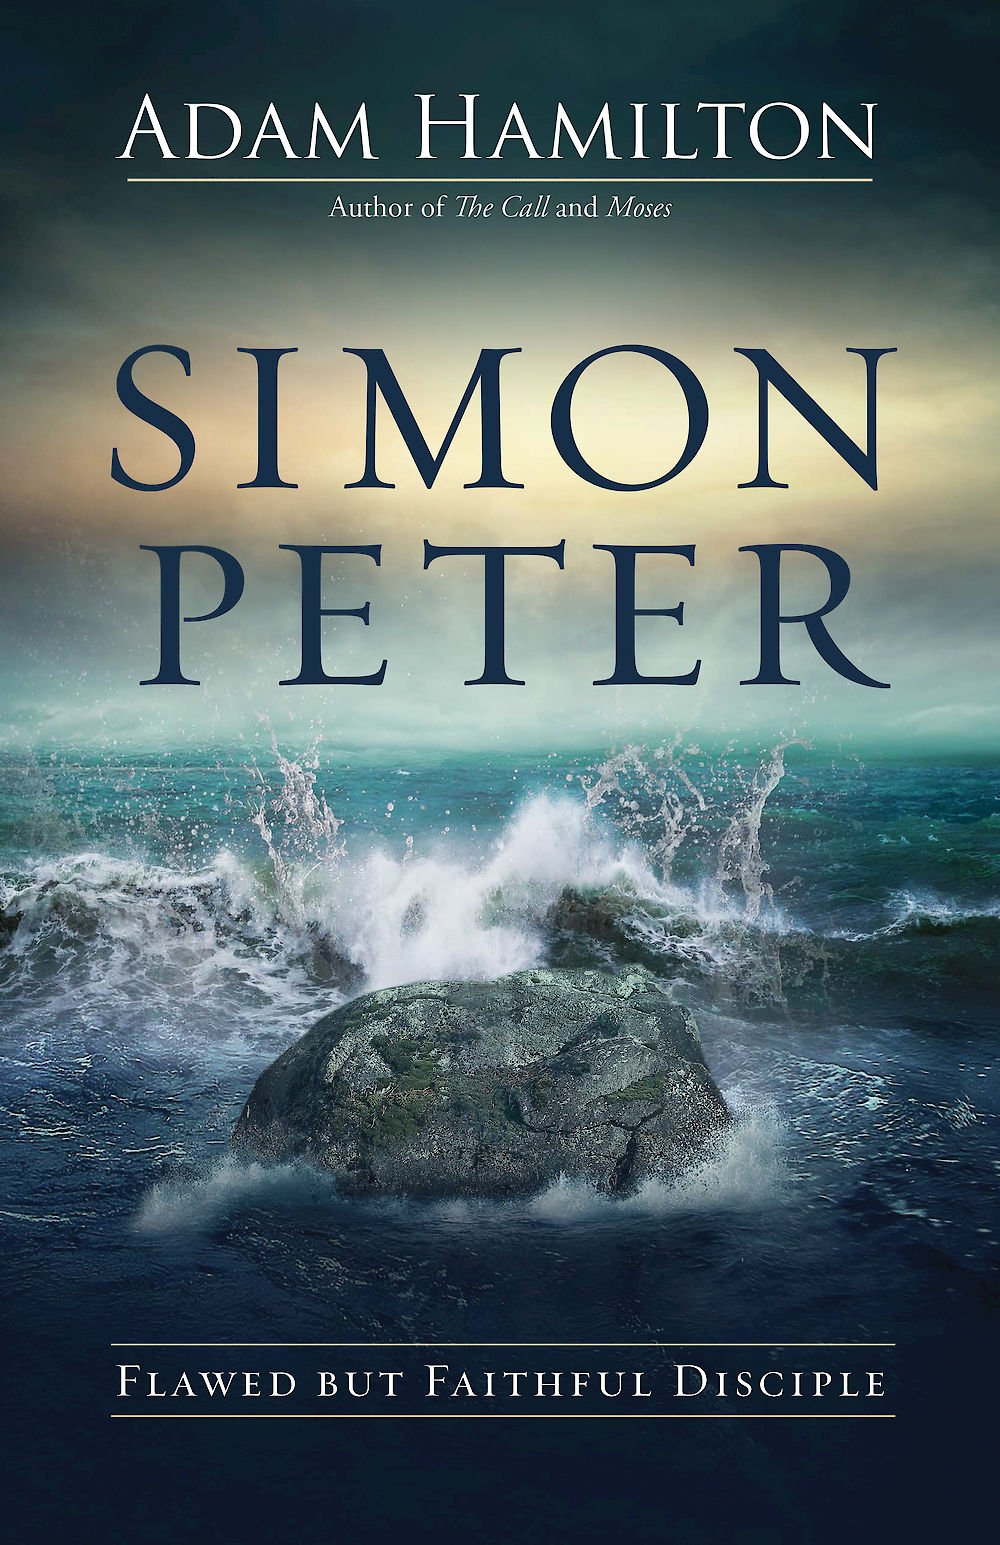 ADAM HAMILTON
Author of The Call and Moses
SIMON
PETER
FLAWED BUT FAITHFUL DISCIPLE